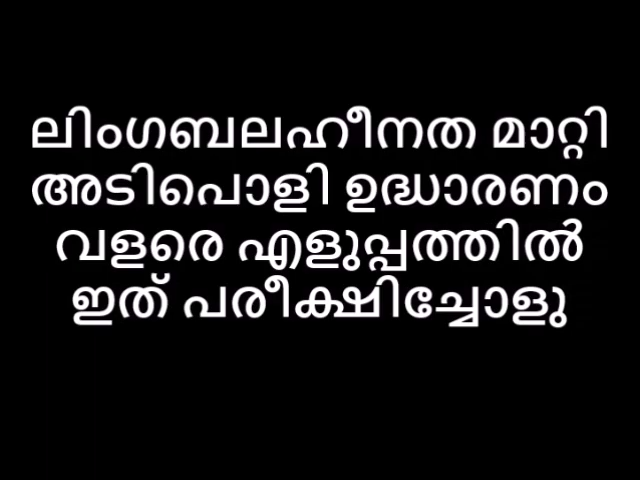 ലിംഗബലഹീനത മാറ്റി
അടിപൊളി ഉദ്ധാരണം
വളരെ എളുപ്പത്തിൽ
ഇത് പരീക്ഷിച്ചോളു